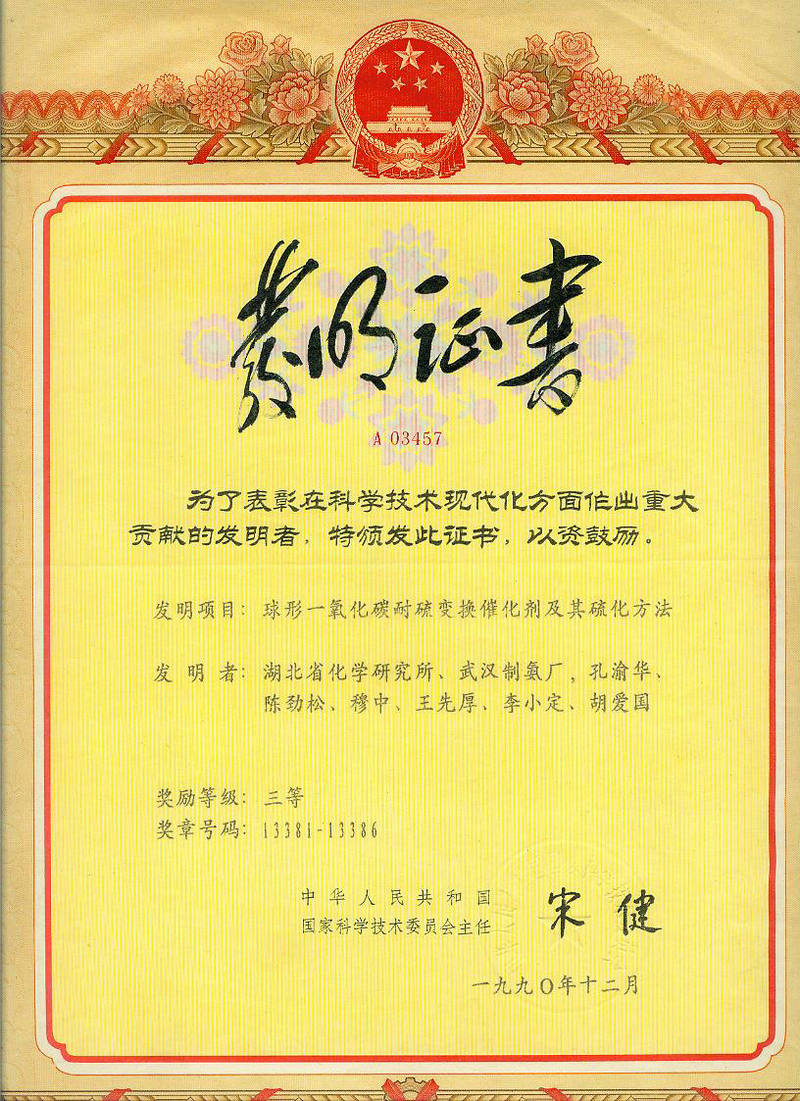 發明证书
A 03457
为了表彰在科学技术现代化方面作出重大
贡献的发明者，特颁发此证书，以资鼓励。
发明项目：球形一氧化碳耐硫变换催化剂及其硫化方法
发明者：湖北省化学研究所、武汉制氨厂，孔渝华、
陈劲松、穆中、王先厚、李小定、胡爱国
奖励等级：三等
奖章号码：13381-13386
中华人民共和国
国家科学技术委员会主任 宋健
一九九〇年十二月